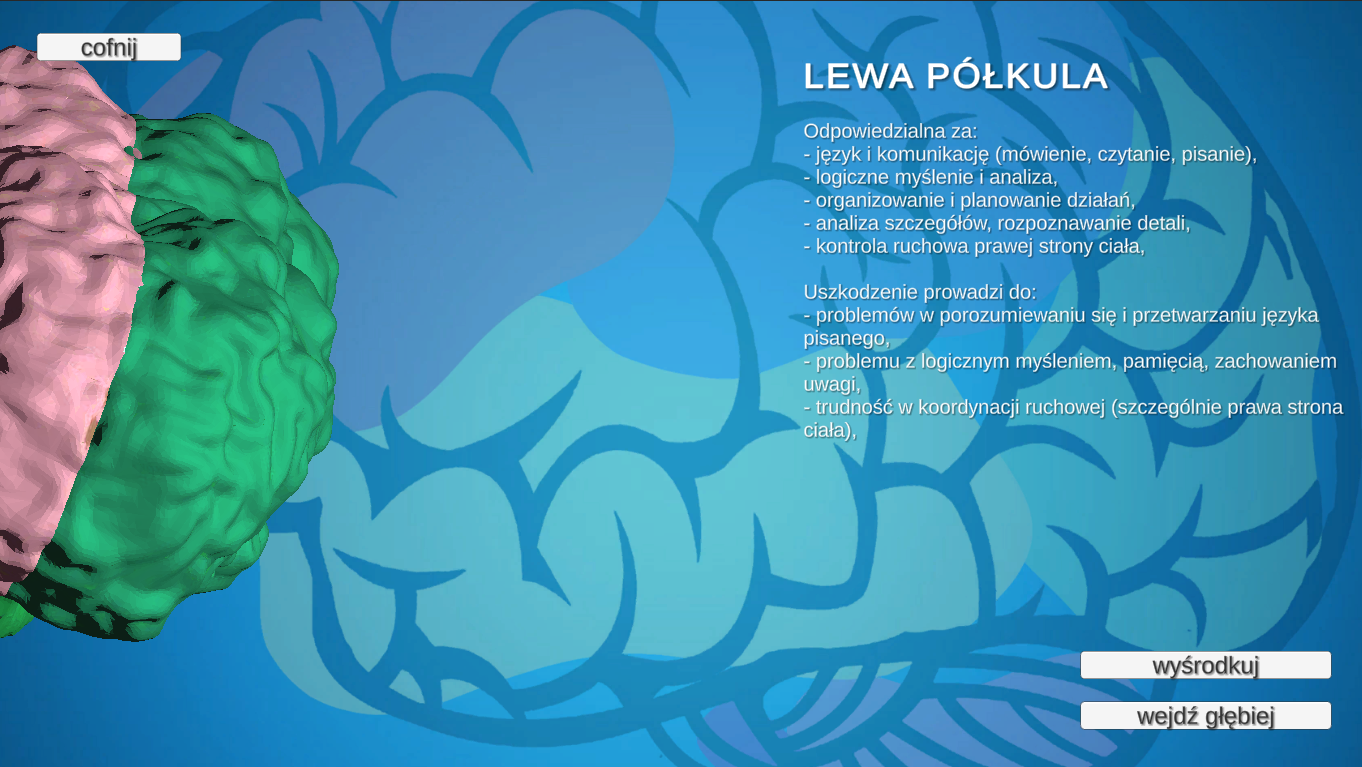 cofnij
LEWA PÓŁKULA
Odpowiedzialna za:
- język i komunikację (mówienie, czytanie, pisanie),
- logiczne myślenie i analiza,
- organizowanie i planowanie działań,
- analiza szczegółów, rozpoznawanie detali,
- kontrola ruchowa prawej strony ciała,
Uszkodzenie prowadzi do:
- problemów w porozumiewaniu się i przetwarzaniu języka
pisanego,
- problemu z logicznym myśleniem, pamięcią, zachowaniem
uwagi,
- trudność w koordynacji ruchowej (szczególnie prawa strona
ciała),
wyśrodkuj
wejdź głębiej